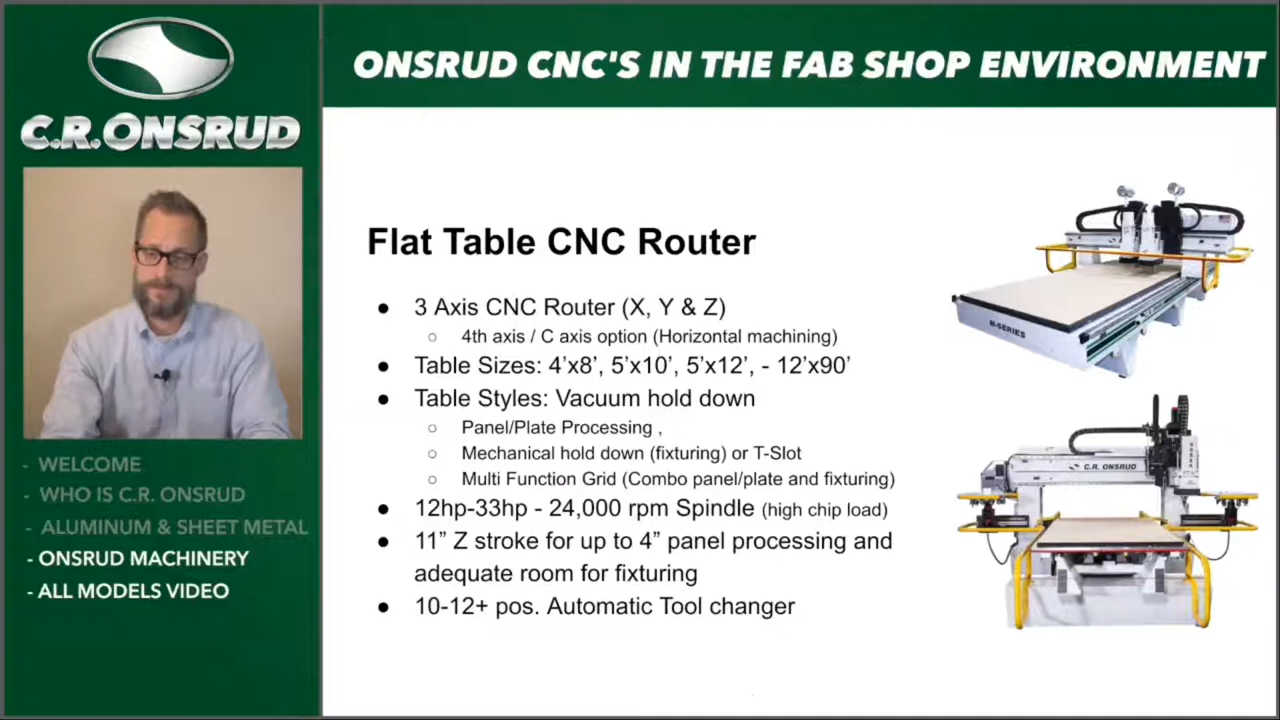 C.R.ONSRUD
ONSRUD CNC'S IN THE FAB SHOP ENVIRONMENT
- WELCOME
- WHO IS C.R. ONSRUD
- ALUMINUM & SHEET METAL
- ONSRUD MACHINERY
- ALL MODELS VIDEO
Flat Table CNC Router
● 3 Axis CNC Router (X, Y & Z)
○ 4th axis / C axis option (Horizontal machining)
● Table Sizes: 4’x8’, 5’x10’, 5’x12’, - 12’x90’
● Table Styles: Vacuum hold down
○ Panel/Plate Processing ,
○ Mechanical hold down (fixturing) or T-Slot
○ Multi Function Grid (Combo panel/plate and fixturing)
● 12hp-33hp - 24,000 rpm Spindle (high chip load)
● 11” Z stroke for up to 4” panel processing and
adequate room for fixturing
● 10-12+ pos. Automatic Tool changer
M-SERIES
C.R. ONSRUD